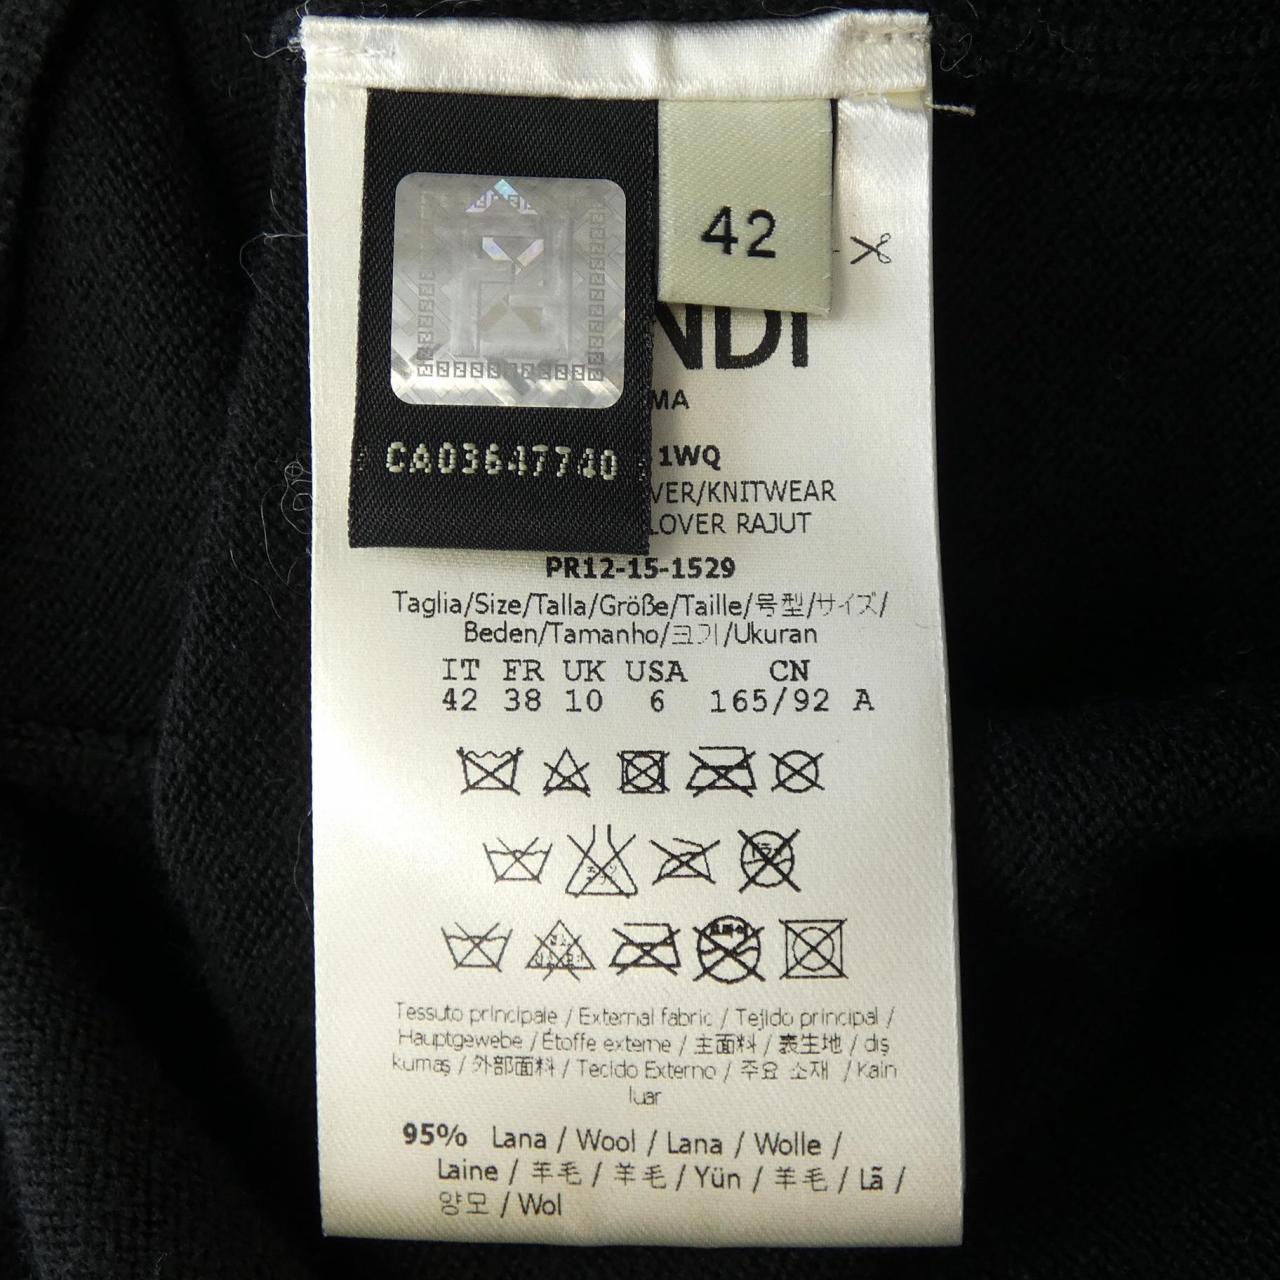 42
NDI
MA
CA03647740
1WQ
VER/KNITWEAR
LOVER RAJUT
PR12-15-1529
Taglia/Size/Talla/Größe/Taille/号型/サイズ/
Beden/Tamanho/크기/Ukuran
IT FR UK USA CN
42 38 10 6 165/92 A
Tessuto principale / External fabric / Tejido principal /
Hauptgewebe / Étoffe externe / 主面料 / 表生地 / dış
kumaş / 外部面料 / Tecido Externo / 주요 소재 / Kain
luar
95% Lana / Wool / Lana / Wolle /
Laine / 羊毛 / 羊毛 / Yün / 羊毛 / Lã /
양모 / Wol